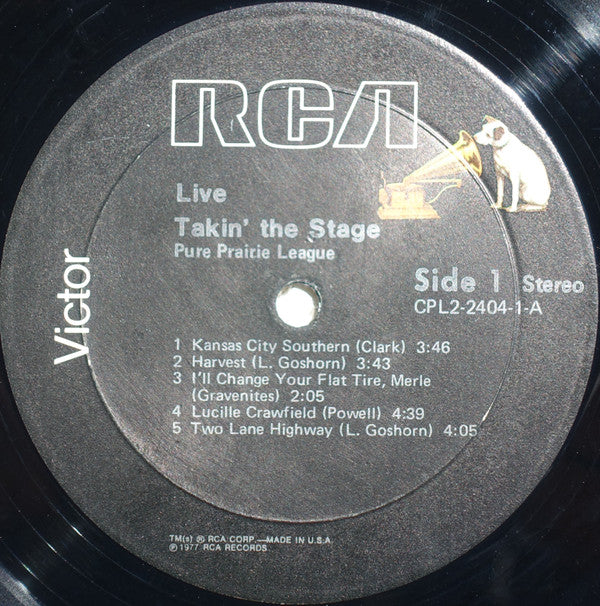 RCA
Live
Takin' the Stage
Pure Prairie League
Side 1 Stereo
CPL2-2404-1-A
Victor
1 Kansas City Southern (Clark) 3:46
2 Harvest (L. Goshorn) 3:43
3 I'll Change Your Flat Tire, Merle
(Gravenites) 2:05
4 Lucille Crawfield (Powell) 4:39
5 Two Lane Highway (L. Goshorn) 4:05
TM(s) ® RCA CORP.—MADE IN U.S.A.
℗ 1977 RCA RECORDS